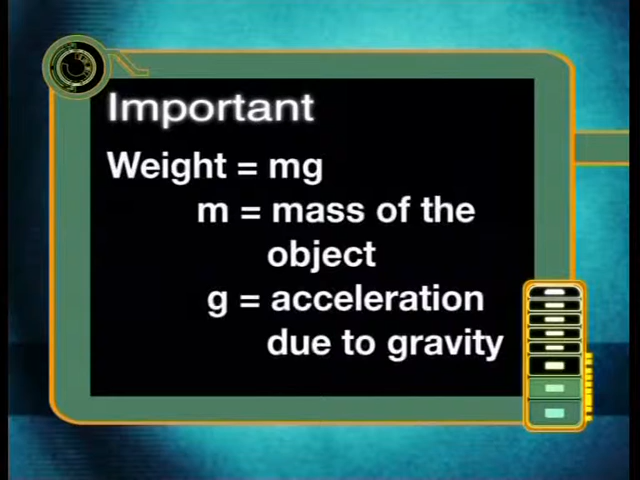 Important
Weight = mg
m = mass of the
object
g = acceleration
due to gravity